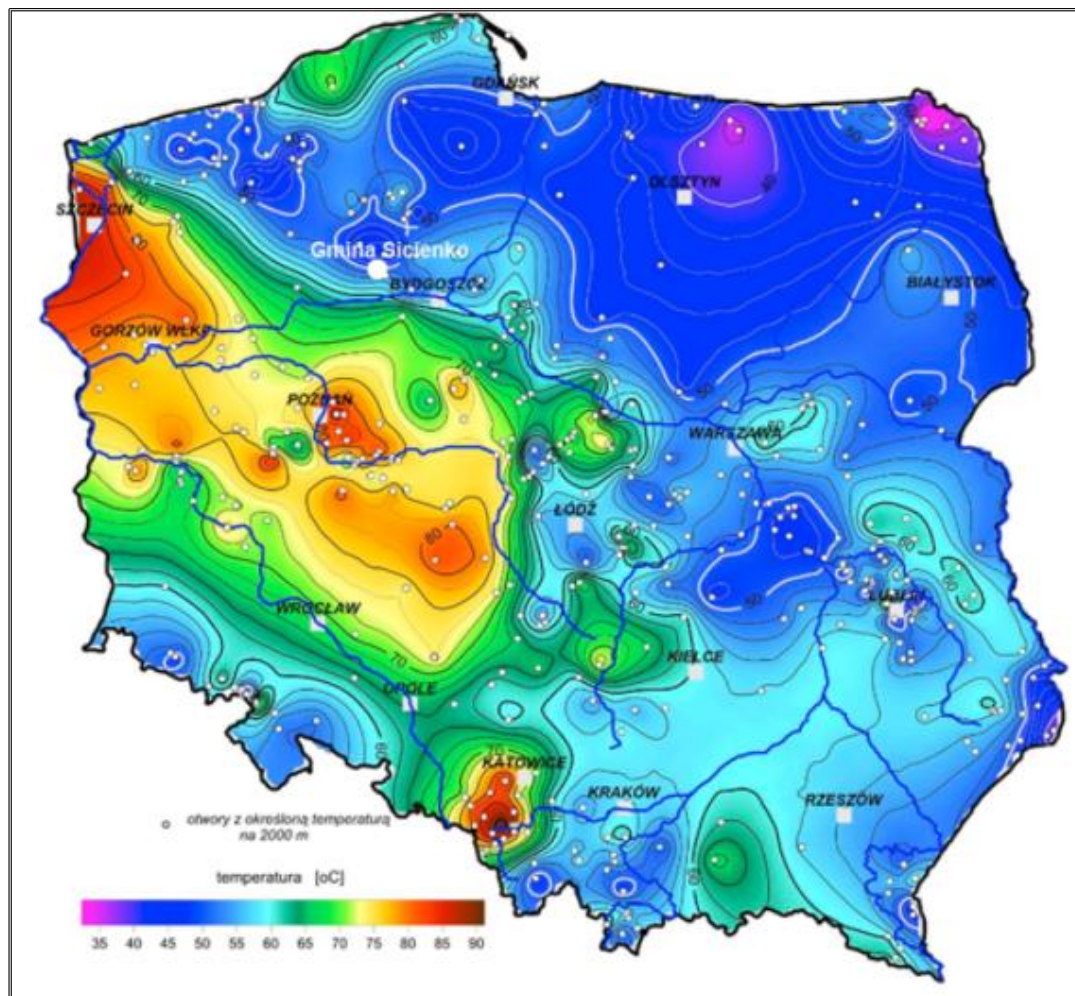 GDAŃSK
OLSZTYN
SZCZECIN
Gmina Sicienko
BYDGOSZCZ
BIAŁYSTOK
GORZÓW WLKP
POZNAŃ
WARSZAWA
ŁÓDŹ
LUBLIN
WROCŁAW
KIELCE
OPOLE
KATOWICE
KRAKÓW
RZESZÓW
otwory z określoną temperaturą
na 2000 m
temperatura [oC]
35 40 45 50 55 60 65 70 75 80 85 90